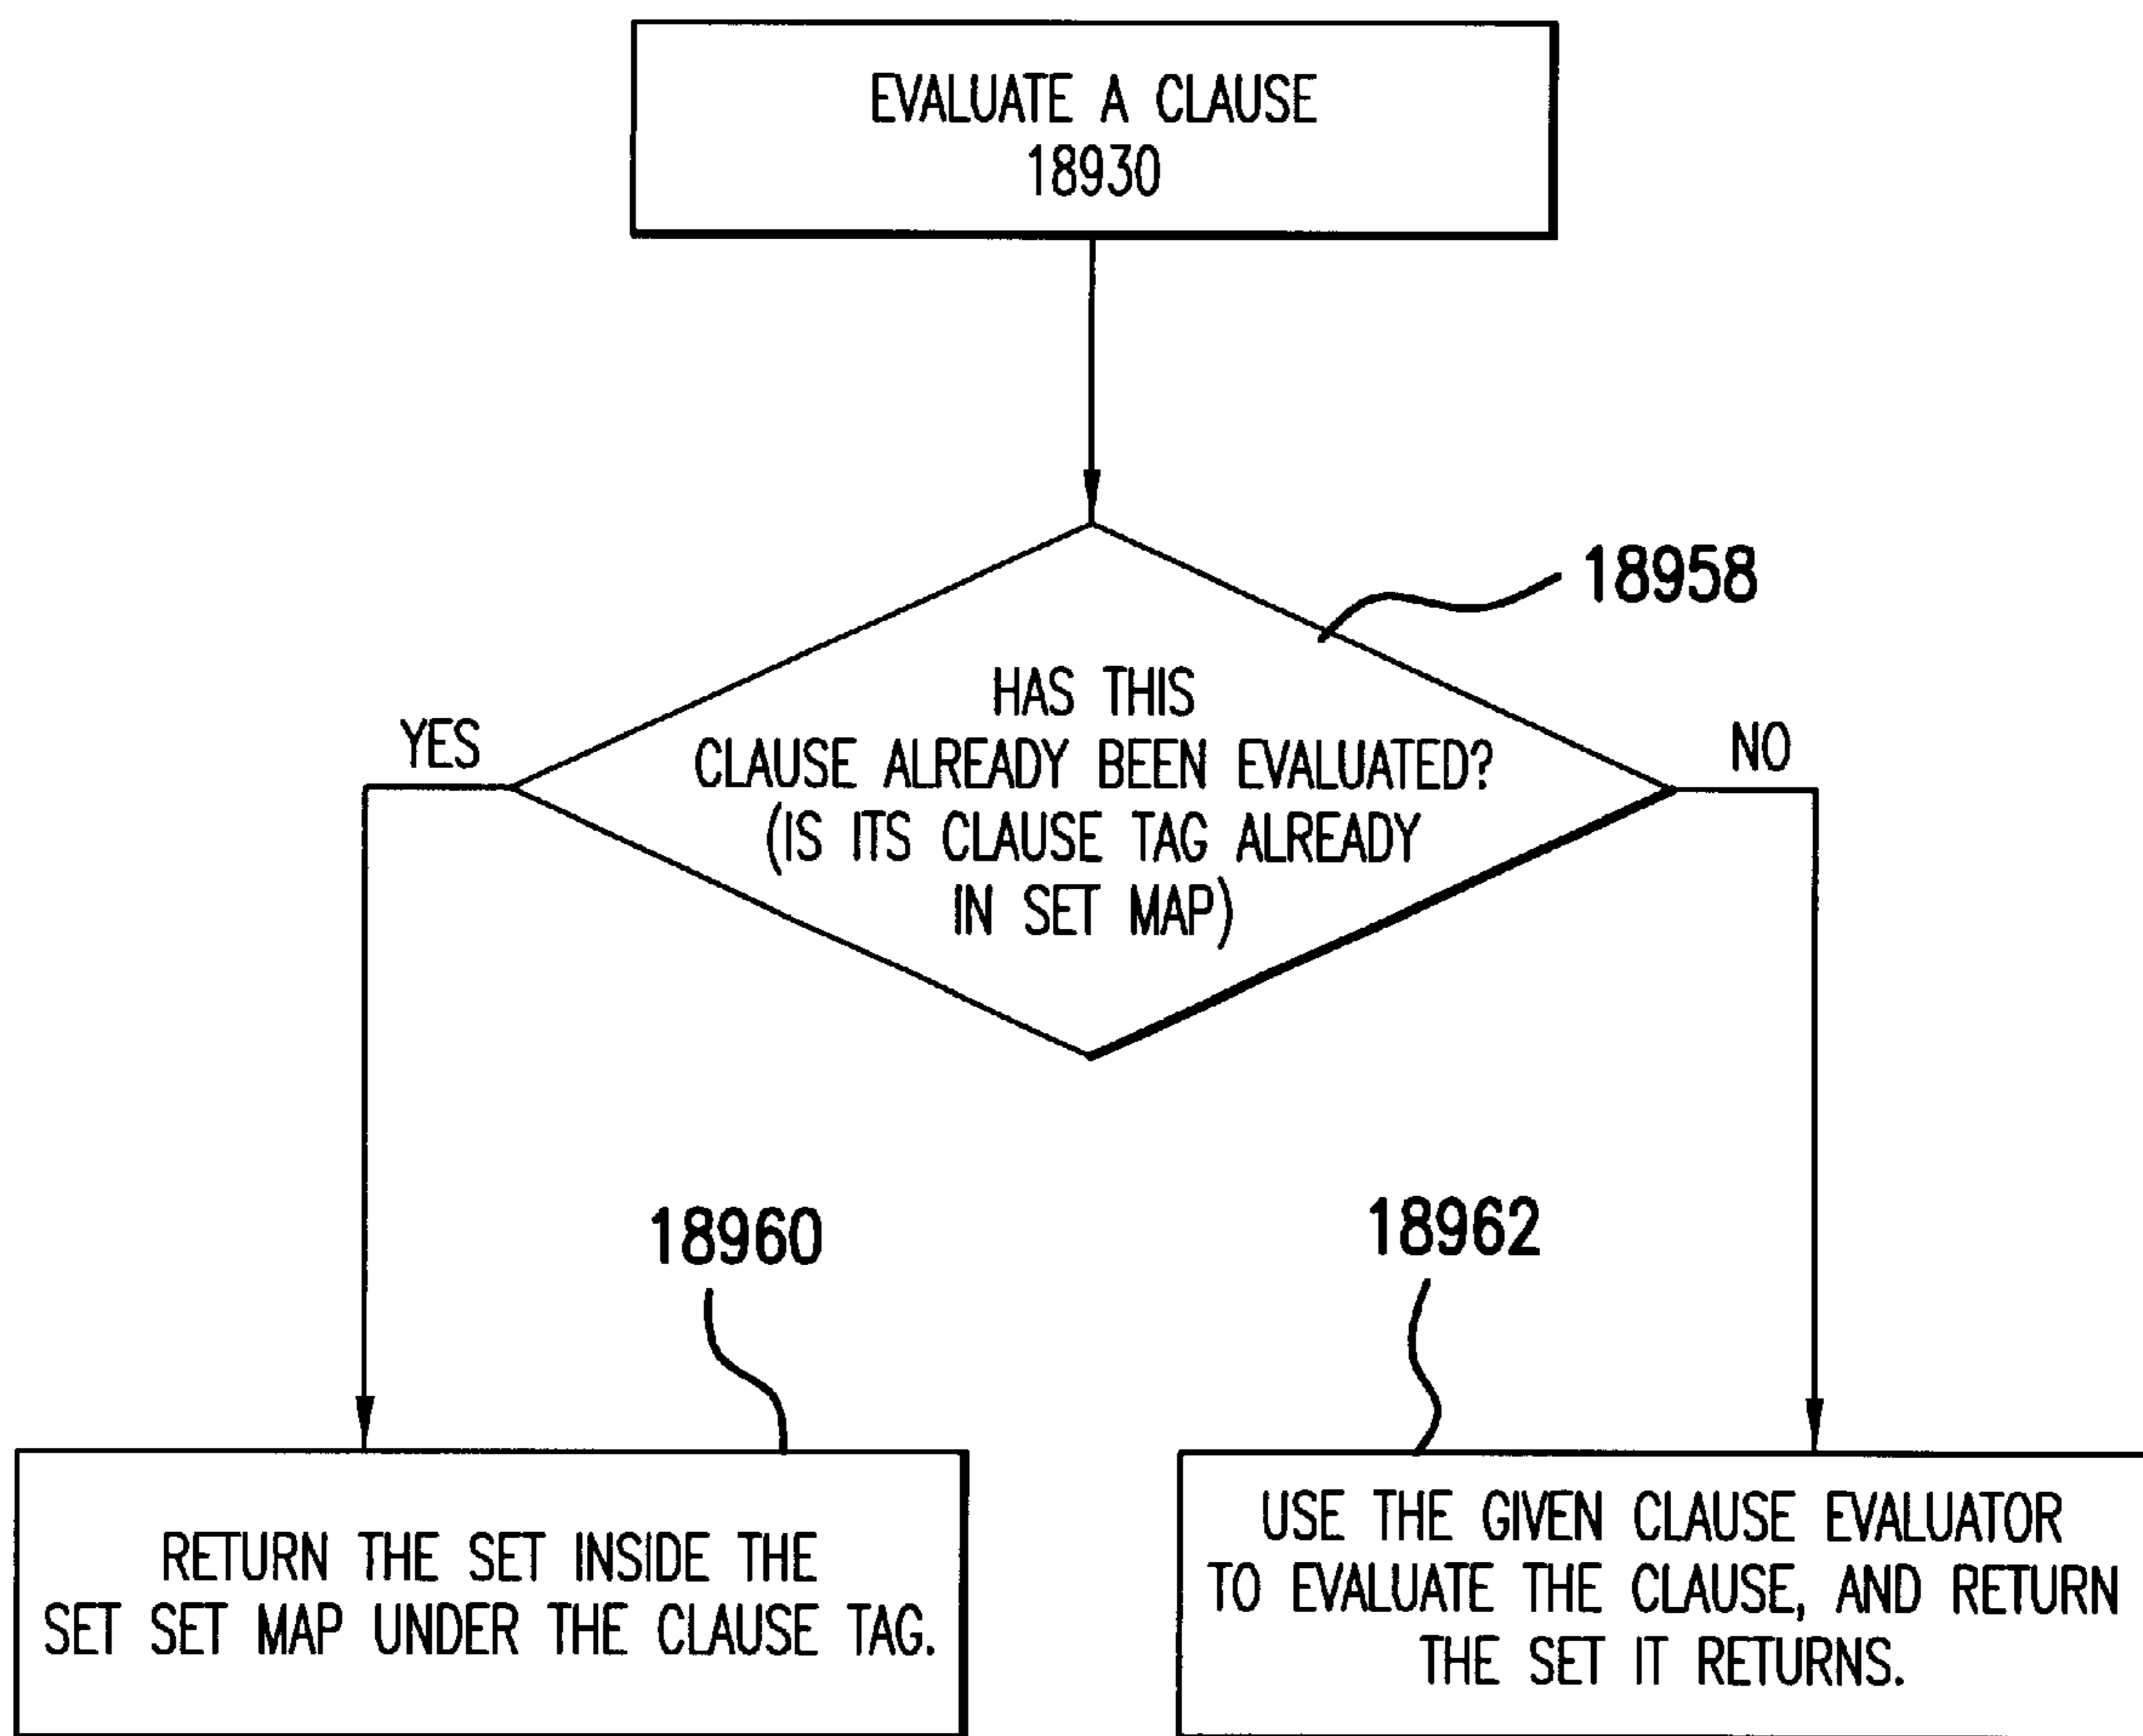 EVALUATE A CLAUSE
18930
18958
HAS THIS
CLAUSE ALREADY BEEN EVALUATED?
(IS ITS CLAUSE TAG ALREADY
IN SET MAP)
YES
NO
18960
18962
RETURN THE SET INSIDE THE
SET SET MAP UNDER THE CLAUSE TAG.
USE THE GIVEN CLAUSE EVALUATOR
TO EVALUATE THE CLAUSE, AND RETURN
THE SET IT RETURNS.